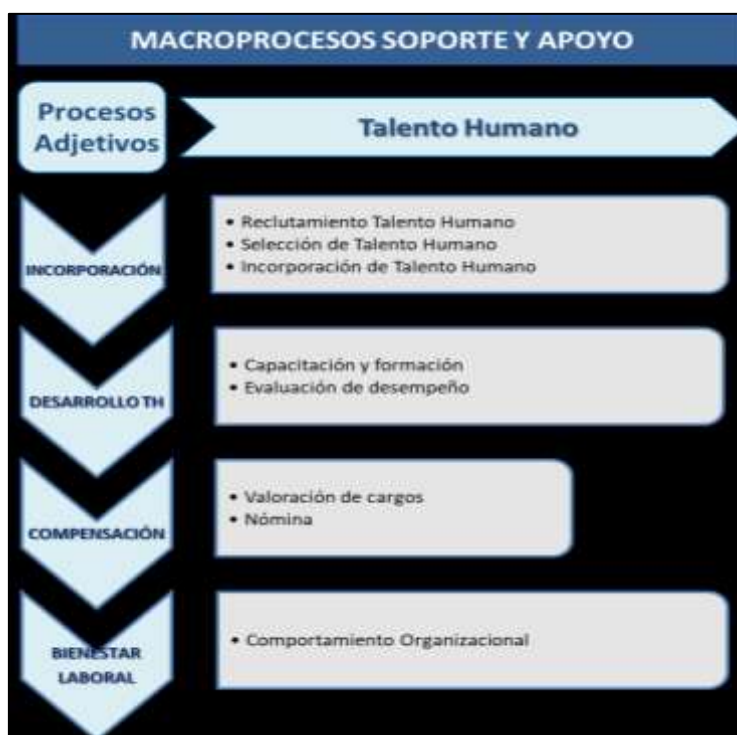 MACROPROCESOS SOPORTE Y APOYO
Procesos
Adjetivos
Talento Humano
INCORPORACIÓN
• Reclutamiento Talento Humano
• Selección de Talento Humano
• Incorporación de Talento Humano
DESARROLLO TH
• Capacitación y formación
• Evaluación de desempeño
COMPENSACIÓN
• Valoración de cargos
• Nómina
BIENESTAR
LABORAL
• Comportamiento Organizacional